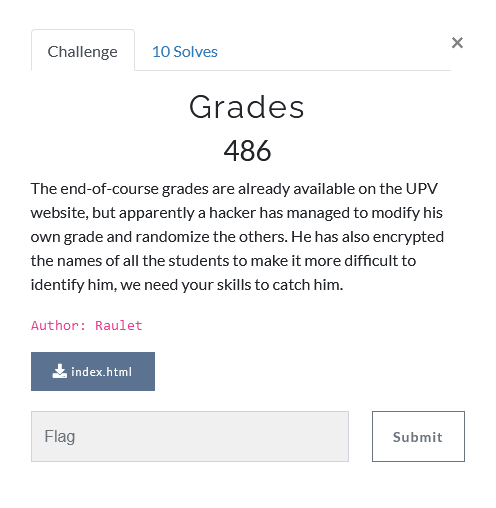 Challenge
10 Solves
×
Grades
486
The end-of-course grades are already available on the UPV
website, but apparently a hacker has managed to modify his
own grade and randomize the others. He has also encrypted
the names of all the students to make it more difficult to
identify him, we need your skills to catch him.
Author: Raulet
index.html
Flag
Submit